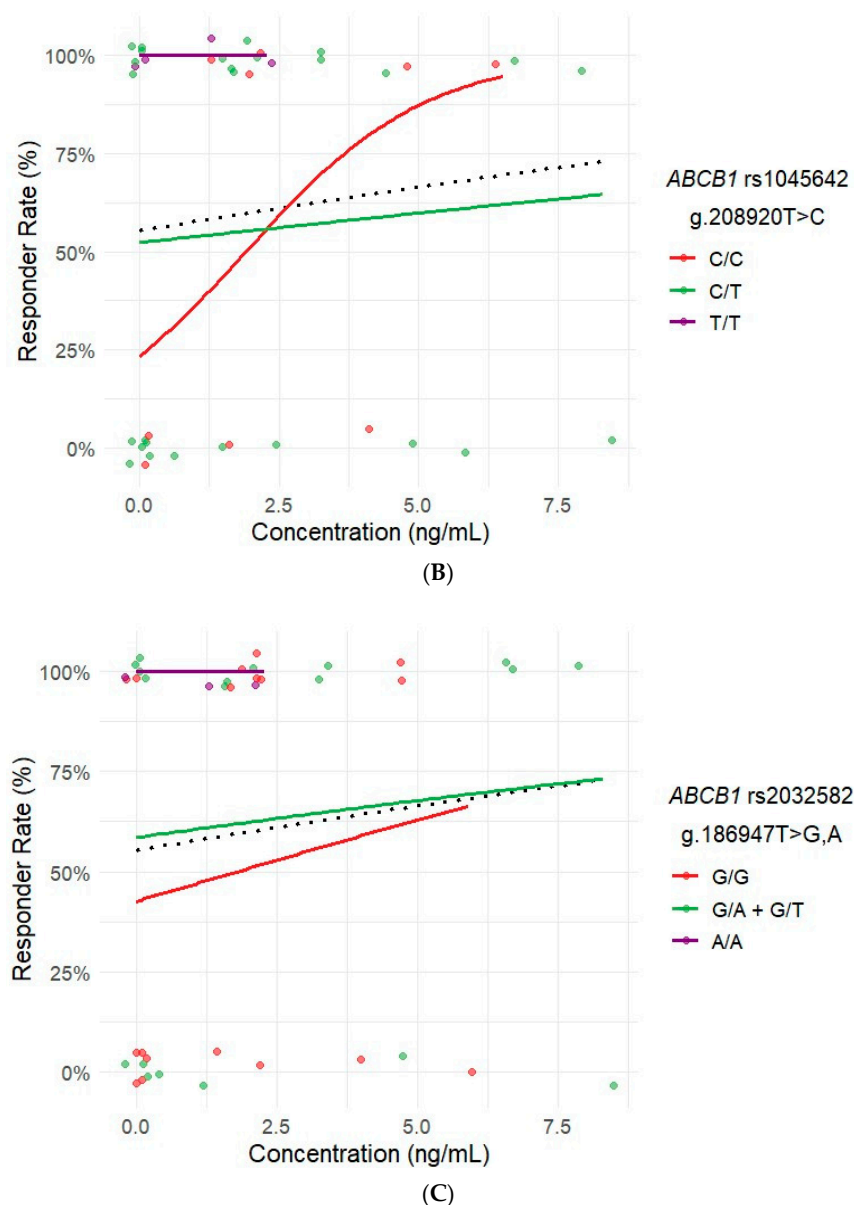 100%
75%
50%
25%
0%
Responder Rate (%)
0.0 2.5 5.0 7.5
Concentration (ng/mL)
ABCB1 rs1045642
g.208920T>C
C/C
C/T
T/T
(B)
100%
75%
50%
25%
0%
Responder Rate (%)
0.0 2.5 5.0 7.5
Concentration (ng/mL)
ABCB1 rs2032582
g.186947T>G,A
G/G
G/A + G/T
A/A
(C)